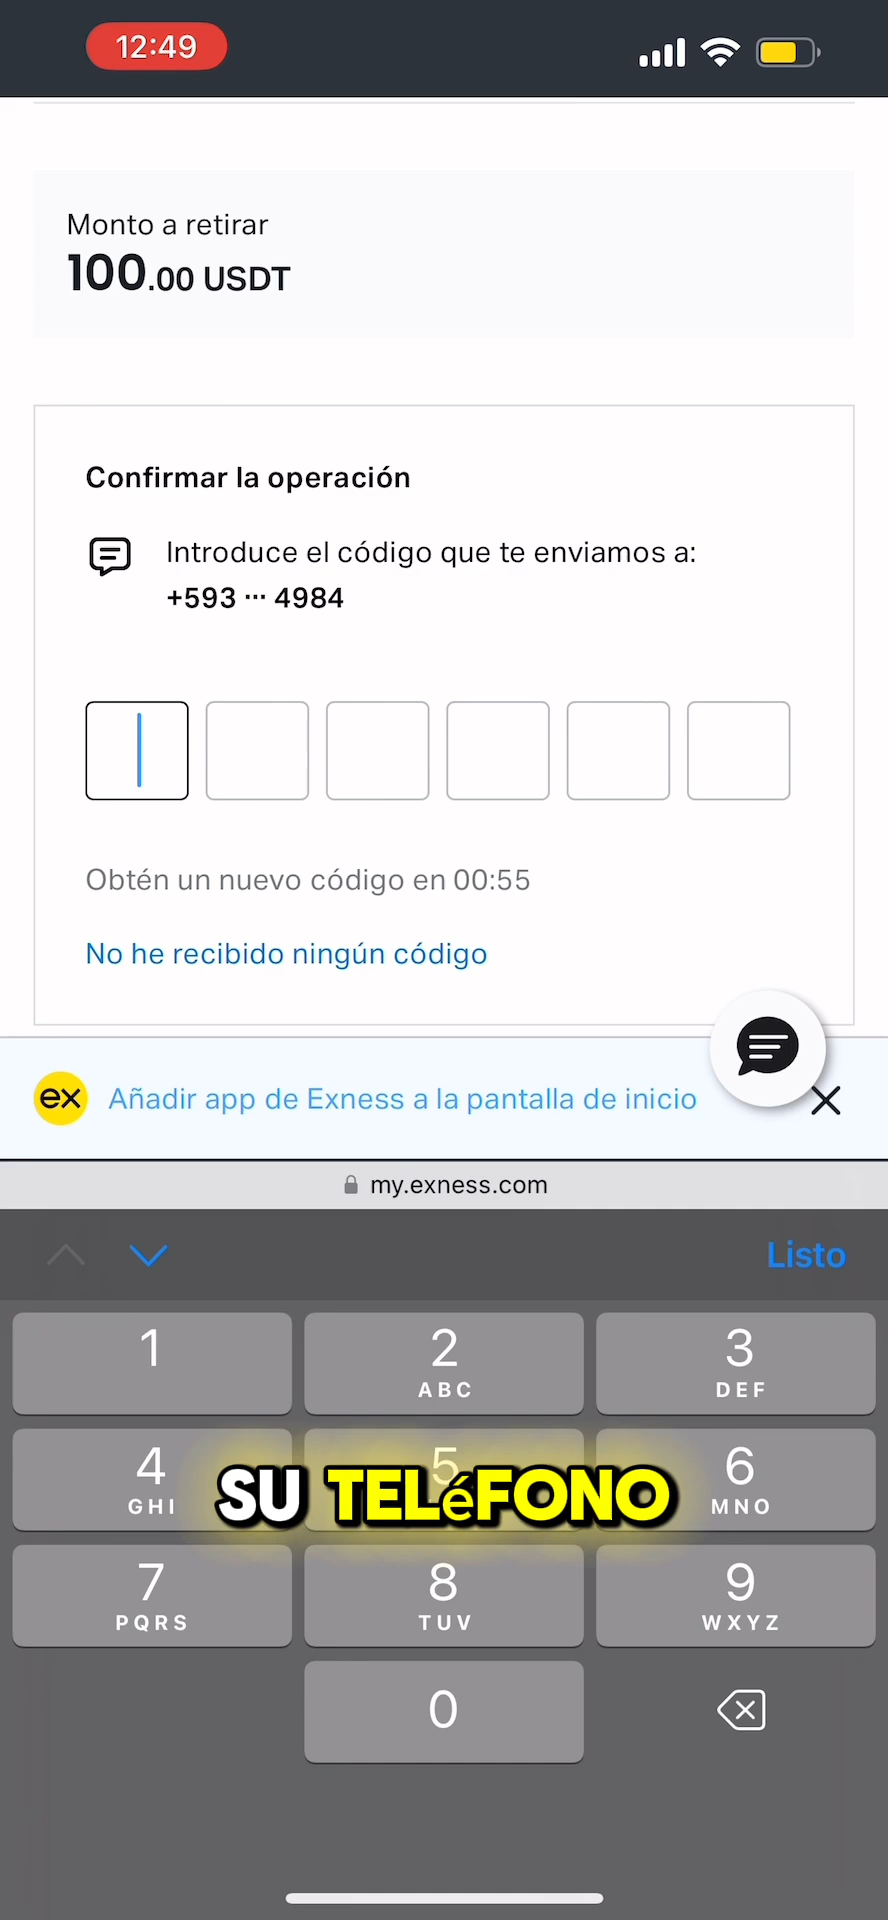 12:49
Monto a retirar
100.00 USDT
Confirmar la operación
Introduce el código que te enviamos a:
+593 ··· 4984
Obtén un nuevo código en 00:55
No he recibido ningún código
ex Añadir app de Exness a la pantalla de inicio
my.exness.com
Listo
1 2 3
ABC DEF
4 5 6
GHI MNO
SU TELéFONO
7 8 9
PQRS TUV WXYZ
0